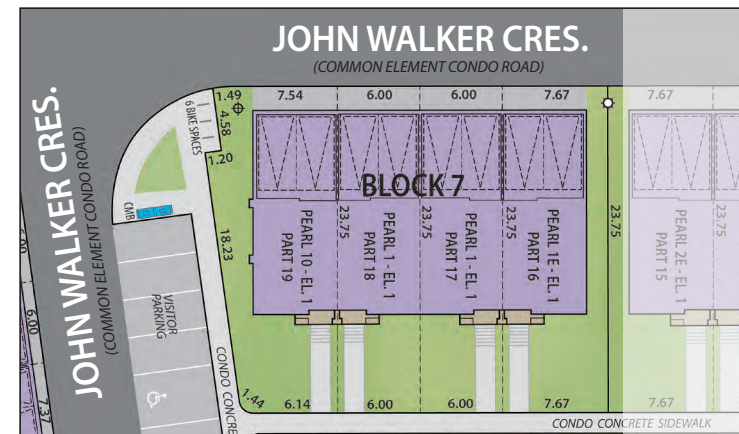 JOHN WALKER CRES.
(COMMON ELEMENT CONDO ROAD)
JOHN WALKER CRES.
(COMMON ELEMENT CONDO ROAD)
6 BIKE SPACES
CMB
1.49
4.58
1.20
18.23
1.44
7.54
6.00
6.00
7.67
7.67
BLOCK 7
PEARL 10 - EL. 1
PART 19
23.75
PEARL 1 - EL. 1
PART 18
23.75
PEARL 1 - EL. 1
PART 17
23.75
PEARL 1E - EL. 1
PART 16
23.75
PEARL 2E - EL. 1
PART 15
23.75
VISITOR
PARKING
6.00
7.37
6.14
6.00
6.00
7.67
7.67
CONDO CONCRE
CONDO CONCRETE SIDEWALK